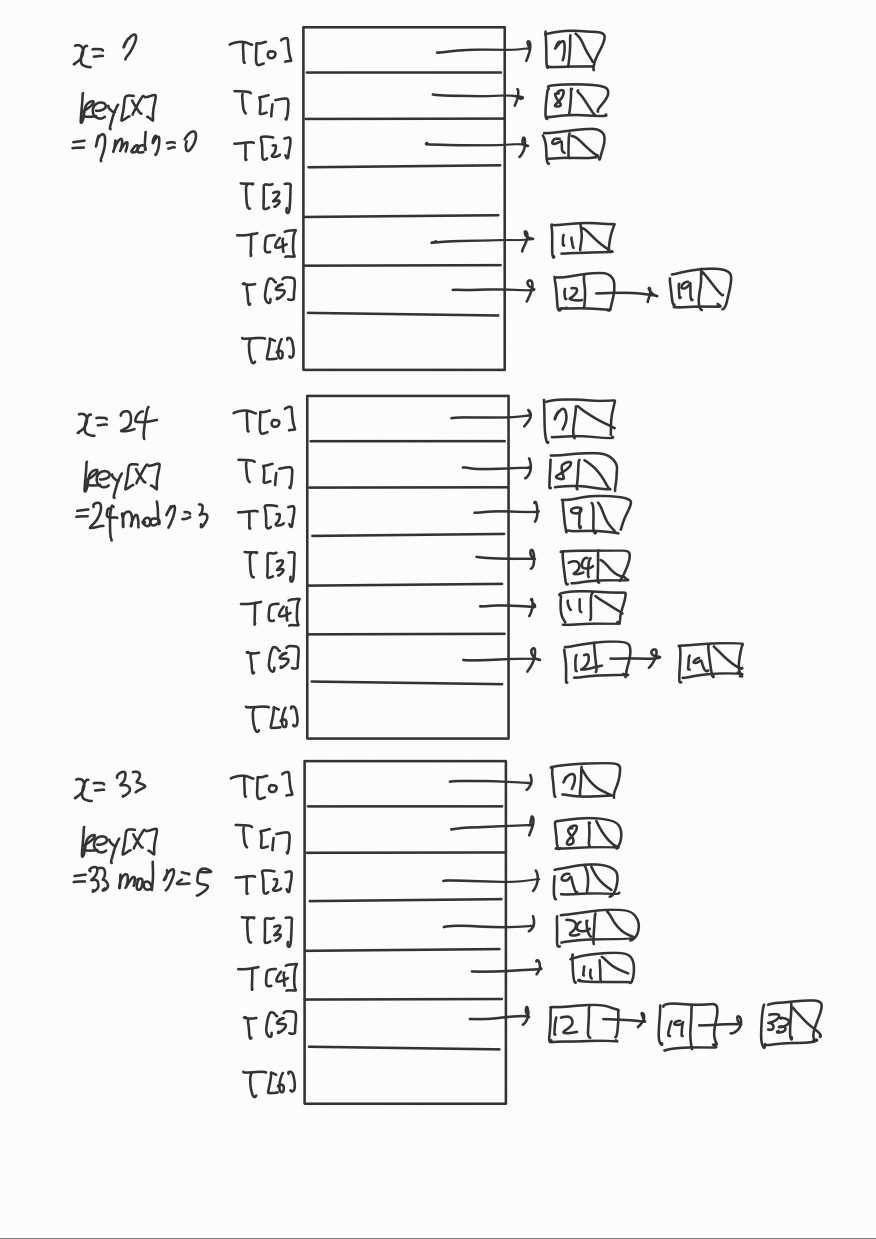 x = 7
key[x]
= 7 mod 7 = 0
T[0] 7
T[1] 8
T[2] 9
T[3]
T[4] 11
T[5] 12 19
T[6]
x = 24
key[x]
= 24 mod 7 = 3
T[0] 7
T[1] 8
T[2] 9
T[3] 24
T[4] 11
T[5] 12 19
T[6]
x = 33
key[x]
= 33 mod 7 = 5
T[0] 7
T[1] 8
T[2] 9
T[3] 24
T[4] 11
T[5] 12 19 33
T[6]